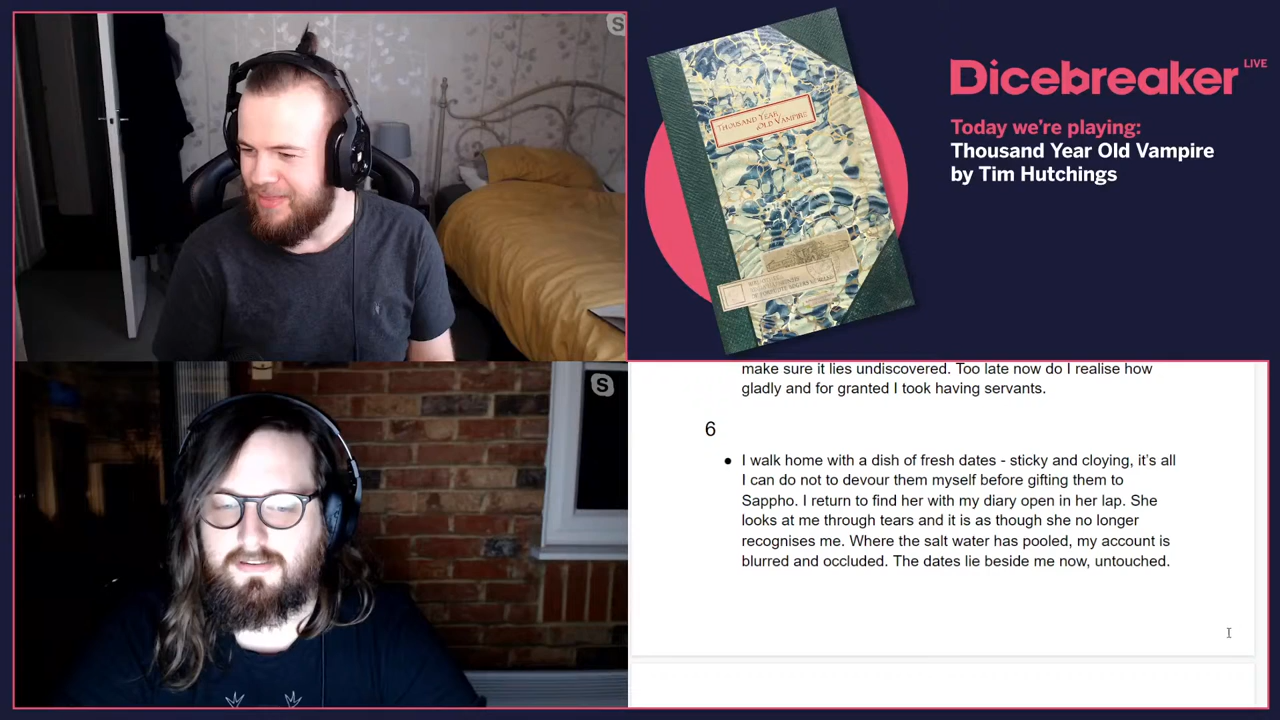 S
S
THOUSAND YEAR
OLD VAMPIRE
Dicebreaker LIVE
Today we're playing:
Thousand Year Old Vampire
by Tim Hutchings
make sure it lies undiscovered. Too late now do I realise how
gladly and for granted I took having servants.
6
● I walk home with a dish of fresh dates - sticky and cloying, it's all
I can do not to devour them myself before gifting them to
Sappho. I return to find her with my diary open in her lap. She
looks at me through tears and it is as though she no longer
recognises me. Where the salt water has pooled, my account is
blurred and occluded. The dates lie beside me now, untouched.